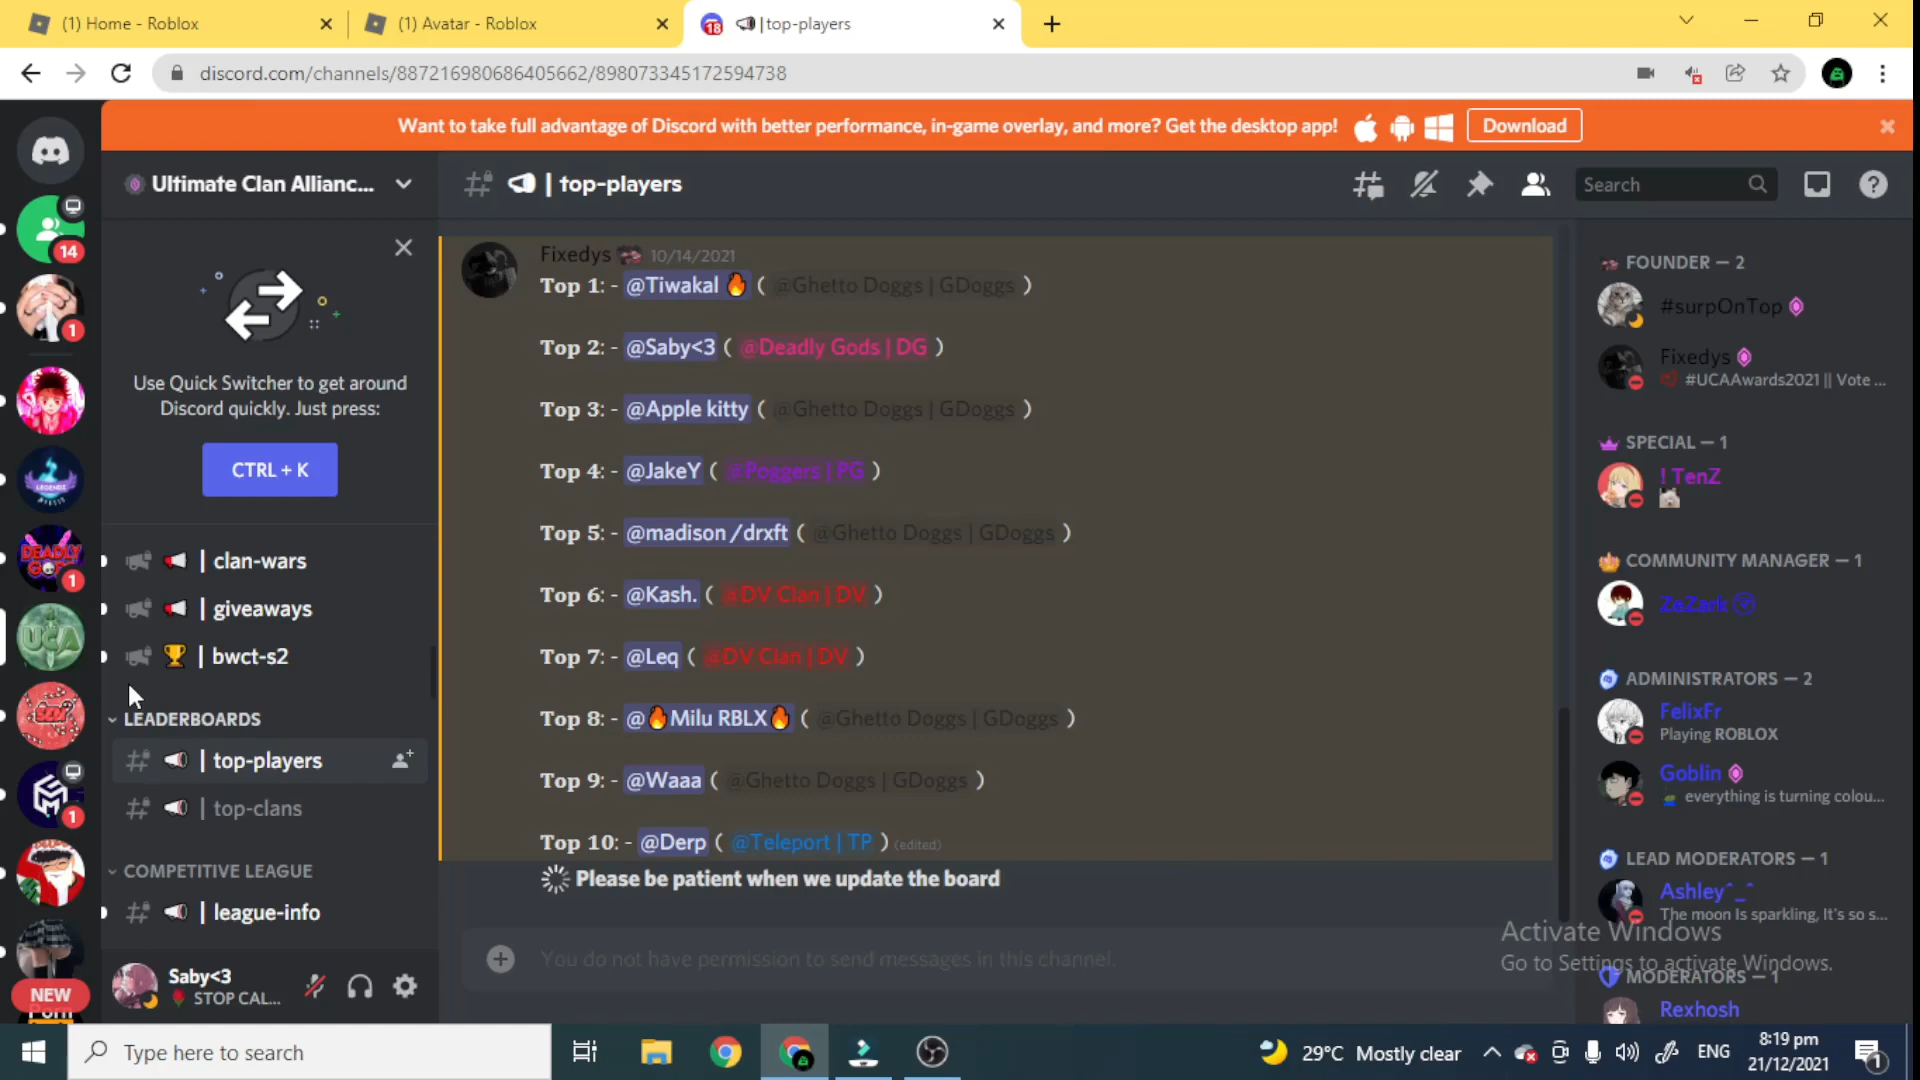 (1) Home - Roblox
(1) Avatar - Roblox
18
|top-players
discord.com/channels/887216980686405662/898073345172594738
Want to take full advantage of Discord with better performance, in-game overlay, and more? Get the desktop app!
Download
Ultimate Clan Allianc...
| top-players
Search
14
1
LEGENDZ
DEADLY
1
UCA
1
NEW
Use Quick Switcher to get around
Discord quickly. Just press:
CTRL + K
| clan-wars
| giveaways
| bwct-s2
LEADERBOARDS
| top-players
| top-clans
COMPETITIVE LEAGUE
| league-info
Saby<3
STOP CAL...
Fixedys 10/14/2021
Top 1: - @Tiwakal🔥 ( @Ghetto Doggs | GDoggs )
Top 2: - @Saby<3 ( @Deadly Gods | DG )
Top 3: - @Apple kitty ( @Ghetto Doggs | GDoggs )
Top 4: - @JakeY ( @Poggers | PG )
Top 5: - @madison /drxft ( @Ghetto Doggs | GDoggs )
Top 6: - @Kash. ( @DV Clan | DV )
Top 7: - @Leq ( @DV Clan | DV )
Top 8: - @🔥Milu RBLX🔥 ( @Ghetto Doggs | GDoggs )
Top 9: - @Waaa ( @Ghetto Doggs | GDoggs )
Top 10: - @Derp ( @Teleport | TP ) (edited)
Please be patient when we update the board
You do not have permission to send messages in this channel.
FOUNDER — 2
#surpOnTop
Fixedys
#UCAAwards2021 || Vote ...
SPECIAL — 1
! TenZ
COMMUNITY MANAGER — 1
ZeZark
ADMINISTRATORS — 2
FelixFr
Playing ROBLOX
Goblin
everything is turning colou...
LEAD MODERATORS — 1
Ashley^_^
The moon Is sparkling, It's so s...
MODERATORS — 1
Rexhosh
Activate Windows
Go to Settings to activate Windows.
Type here to search
29°C Mostly clear
ENG
8:19 pm
21/12/2021
1